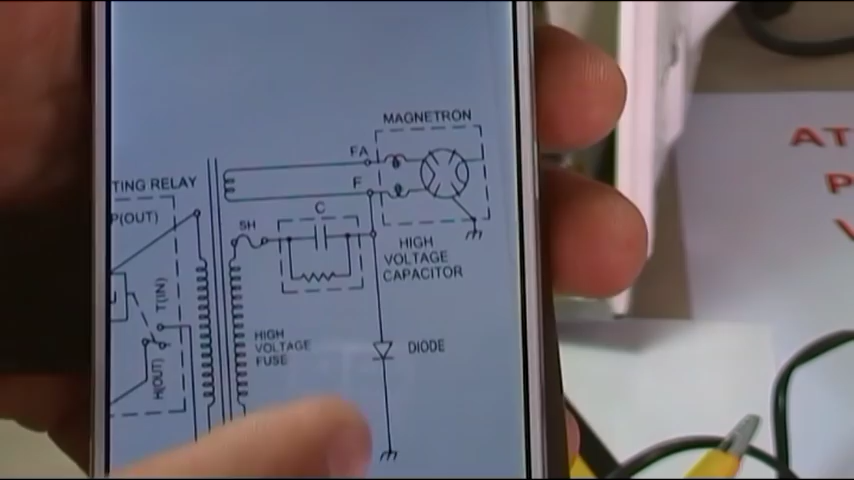 MAGNETRON
FA
F
TING RELAY
P(OUT)
C
SH
HIGH
VOLTAGE
CAPACITOR
T(IN)
HIGH
VOLTAGE
FUSE
DIODE
H(OUT)
AT